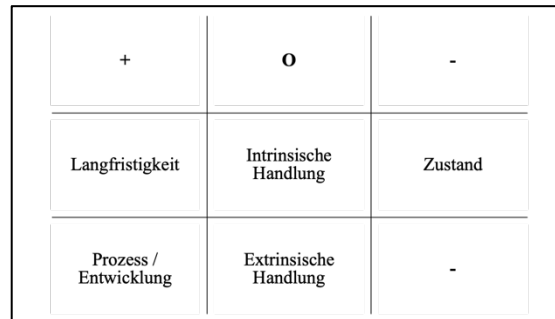 + O -
Langfristigkeit Intrinsische Handlung Zustand
Prozess / Entwicklung Extrinsische Handlung -